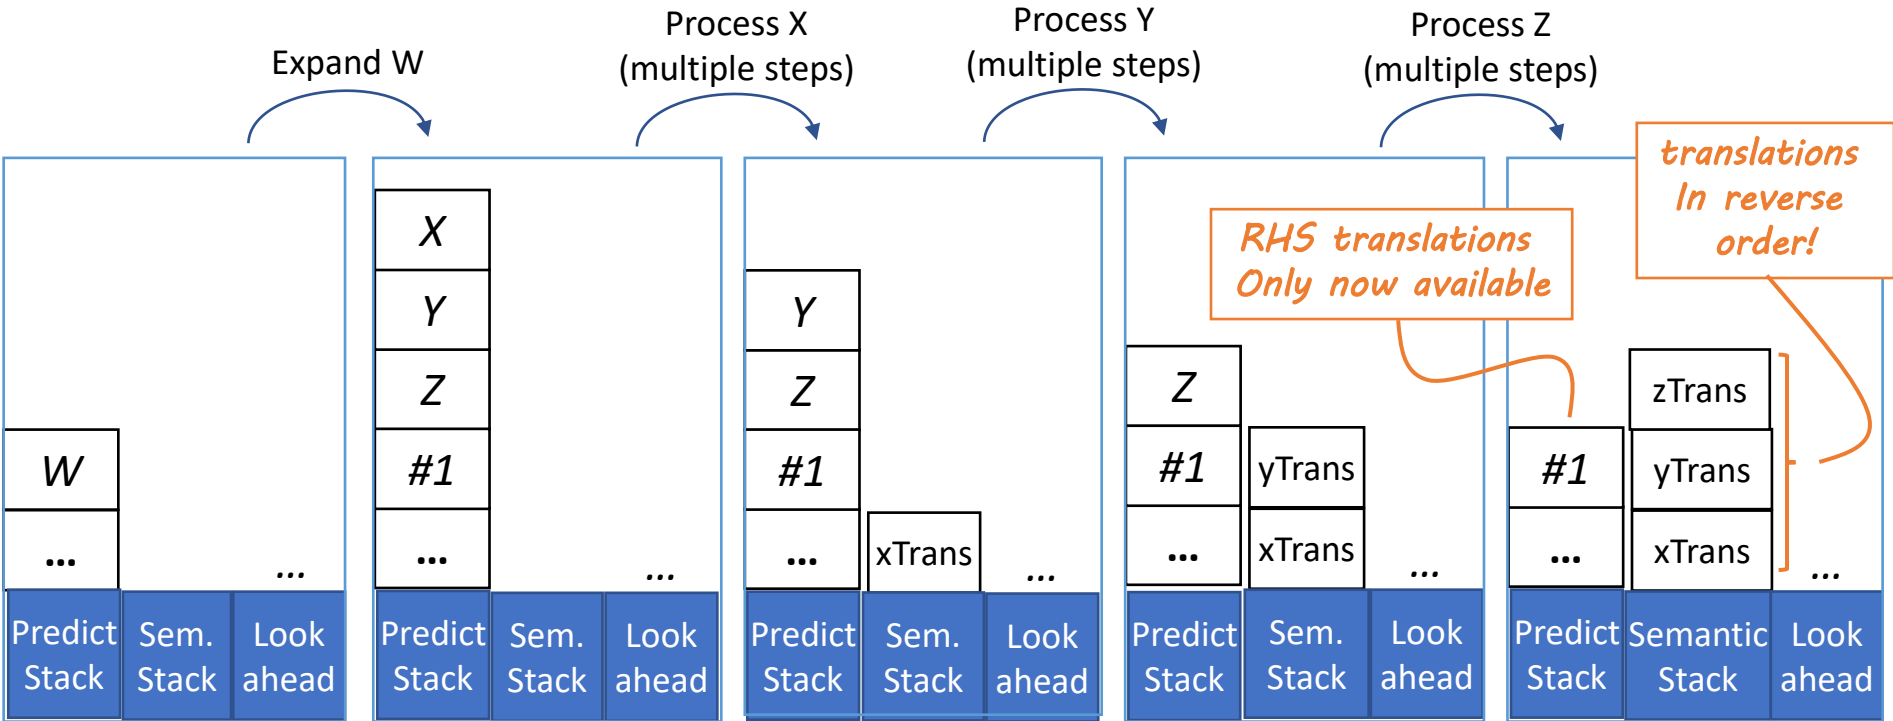 Expand W
Process X
(multiple steps)
Process Y
(multiple steps)
Process Z
(multiple steps)
W
...
...
Predict
Stack
Sem.
Stack
Look
ahead
X
Y
Z
#1
...
...
Predict
Stack
Sem.
Stack
Look
ahead
Y
Z
#1
...
xTrans
...
Predict
Stack
Sem.
Stack
Look
ahead
Z
#1
...
yTrans
xTrans
...
Predict
Stack
Sem.
Stack
Look
ahead
RHS translations
Only now available
translations
In reverse
order!
#1
...
zTrans
yTrans
xTrans
...
Predict
Stack
Semantic
Stack
Look
ahead